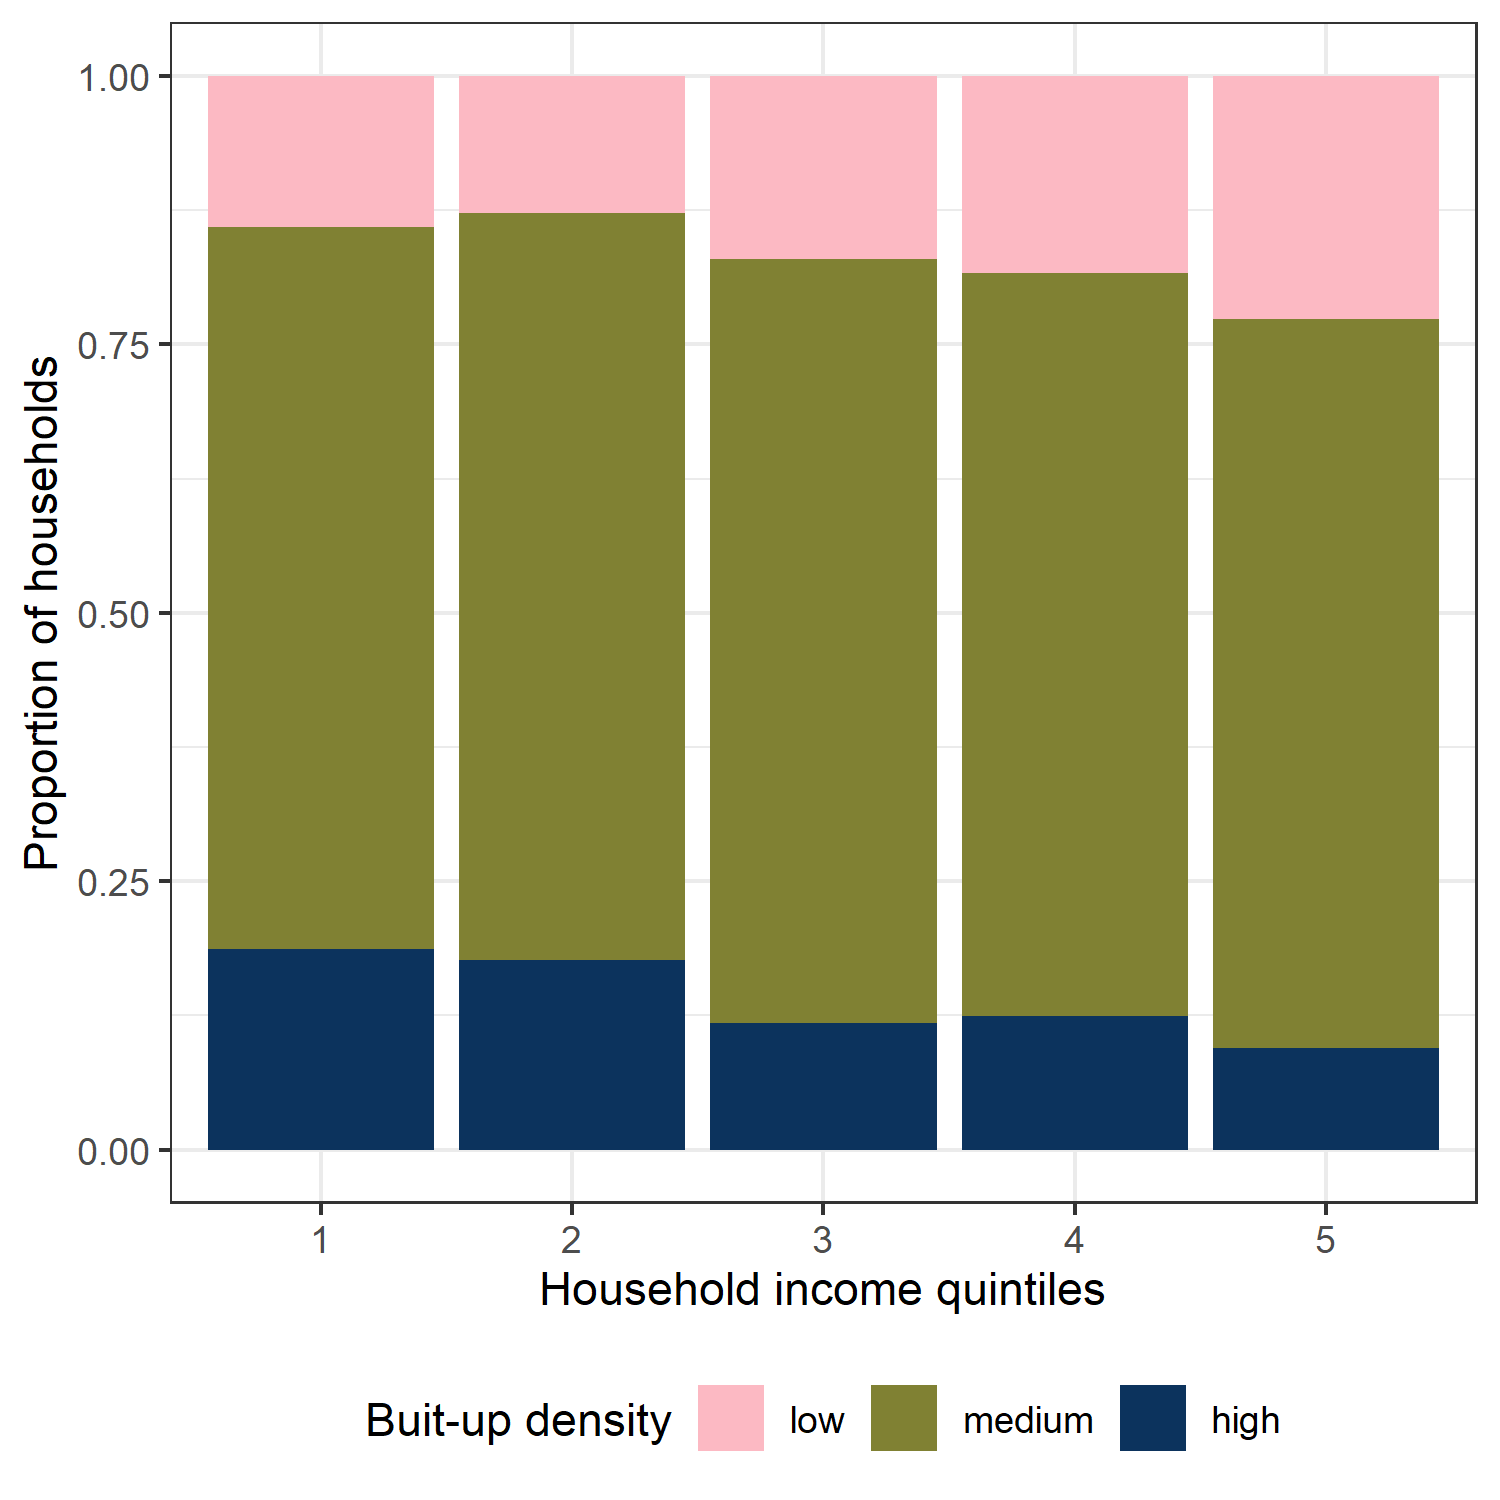 1.00
0.75
0.50
0.25
0.00
Proportion of households
1 2 3 4 5
Household income quintiles
Buit-up density low medium high